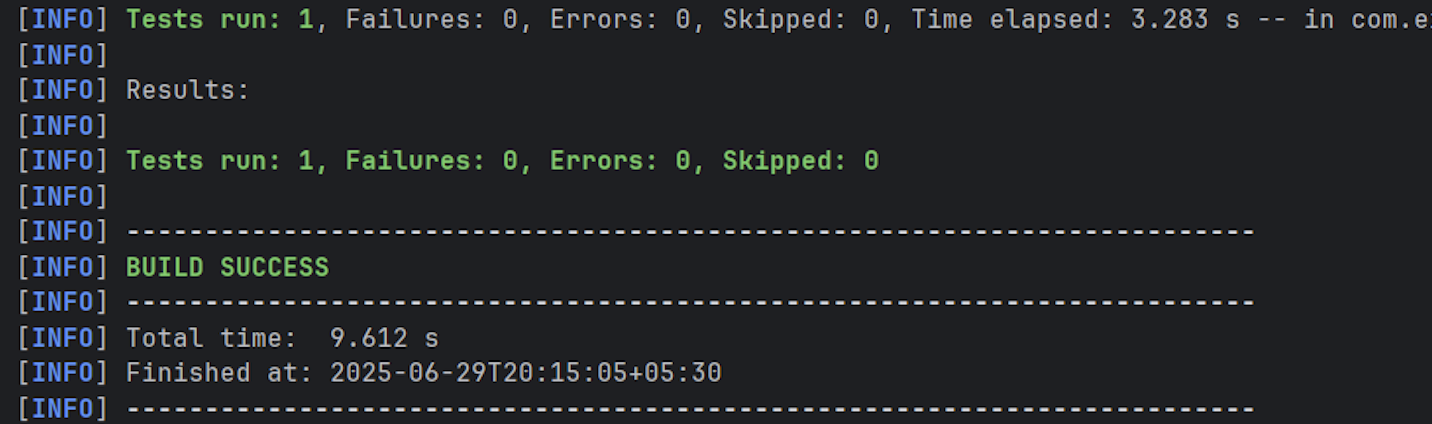 [INFO] Tests run: 1, Failures: 0, Errors: 0, Skipped: 0, Time elapsed: 3.283 s -- in com.e
[INFO]
[INFO] Results:
[INFO]
[INFO] Tests run: 1, Failures: 0, Errors: 0, Skipped: 0
[INFO]
[INFO] ------------------------------------------------------------------------
[INFO] BUILD SUCCESS
[INFO] ------------------------------------------------------------------------
[INFO] Total time:  9.612 s
[INFO] Finished at: 2025-06-29T20:15:05+05:30
[INFO] ------------------------------------------------------------------------